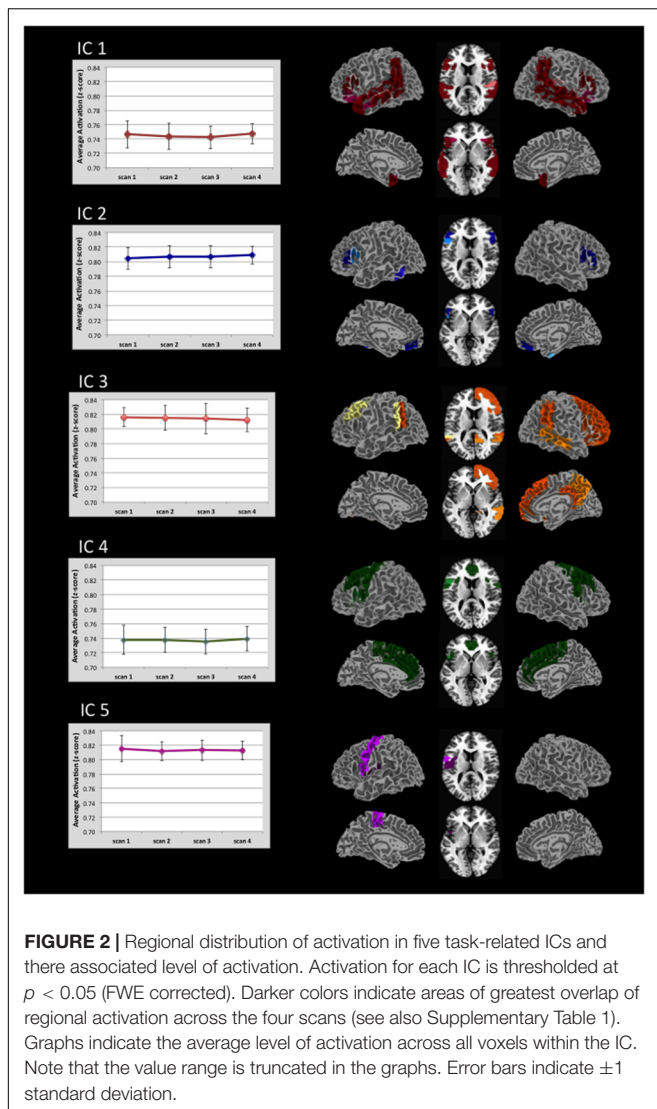 IC 1
Average Activation (z-score)
0.84
0.82
0.80
0.78
0.76
0.74
0.72
0.70
scan 1 scan 2 scan 3 scan 4
IC 2
Average Activation (z-score)
0.84
0.82
0.80
0.78
0.76
0.74
0.72
0.70
scan 1 scan 2 scan 3 scan 4
IC 3
Average Activation (z-score)
0.84
0.82
0.80
0.78
0.76
0.74
0.72
0.70
scan 1 scan 2 scan 3 scan 4
IC 4
Average Activation (z-score)
0.84
0.82
0.80
0.78
0.76
0.74
0.72
0.70
scan 1 scan 2 scan 3 scan 4
IC 5
Average Activation (z-score)
0.84
0.82
0.80
0.78
0.76
0.74
0.72
0.70
scan 1 scan 2 scan 3 scan 4
FIGURE 2 | Regional distribution of activation in five task-related ICs and
there associated level of activation. Activation for each IC is thresholded at
p < 0.05 (FWE corrected). Darker colors indicate areas of greatest overlap of
regional activation across the four scans (see also Supplementary Table 1).
Graphs indicate the average level of activation across all voxels within the IC.
Note that the value range is truncated in the graphs. Error bars indicate ±1
standard deviation.